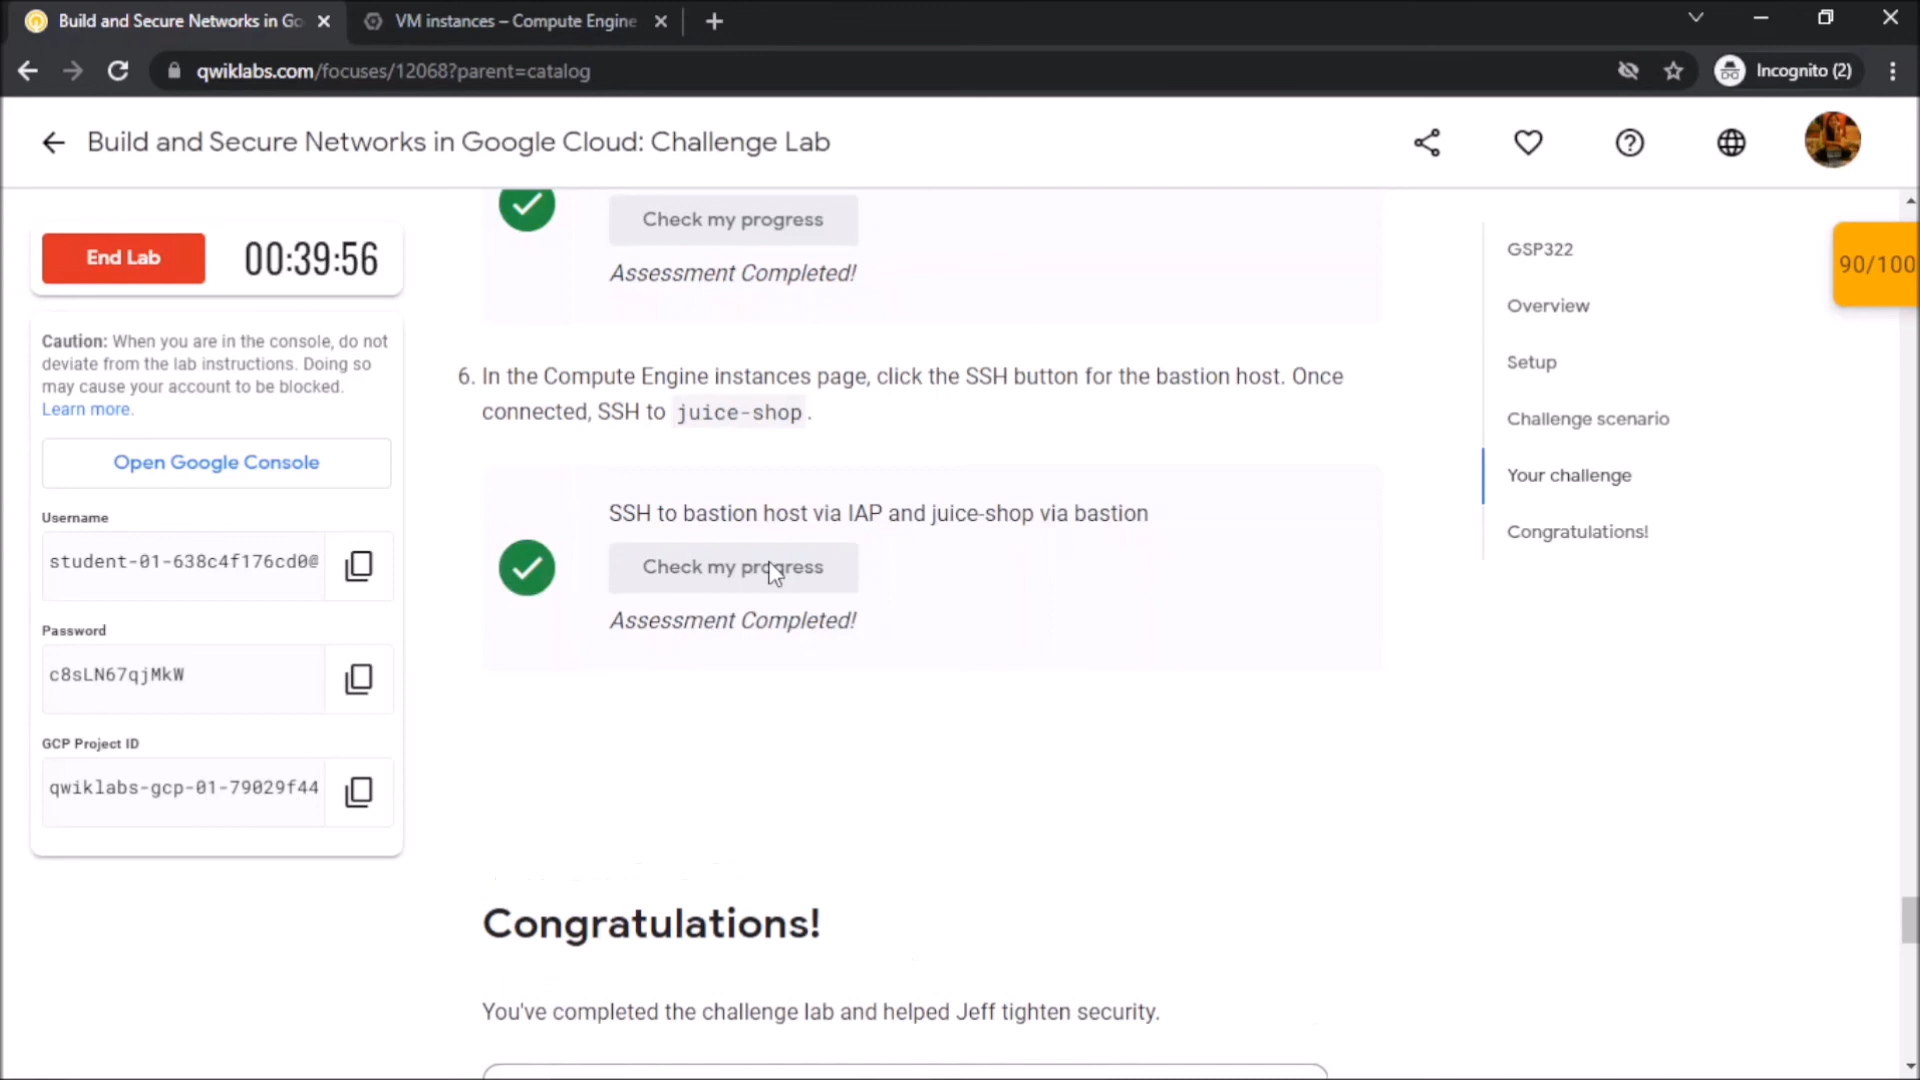 Build and Secure Networks in Go
VM instances – Compute Engine
qwiklabs.com/focuses/12068?parent=catalog
Incognito (2)
Build and Secure Networks in Google Cloud: Challenge Lab
End Lab
00:39:56
Caution: When you are in the console, do not
deviate from the lab instructions. Doing so
may cause your account to be blocked.
Learn more.
Open Google Console
Username
student-01-638c4f176cd0@
Password
c8sLN67qjMkW
GCP Project ID
qwiklabs-gcp-01-79029f44
Check my progress
Assessment Completed!
6. In the Compute Engine instances page, click the SSH button for the bastion host. Once
connected, SSH to juice-shop.
SSH to bastion host via IAP and juice-shop via bastion
Check my progress
Assessment Completed!
Congratulations!
You've completed the challenge lab and helped Jeff tighten security.
GSP322
Overview
Setup
Challenge scenario
Your challenge
Congratulations!
90/100